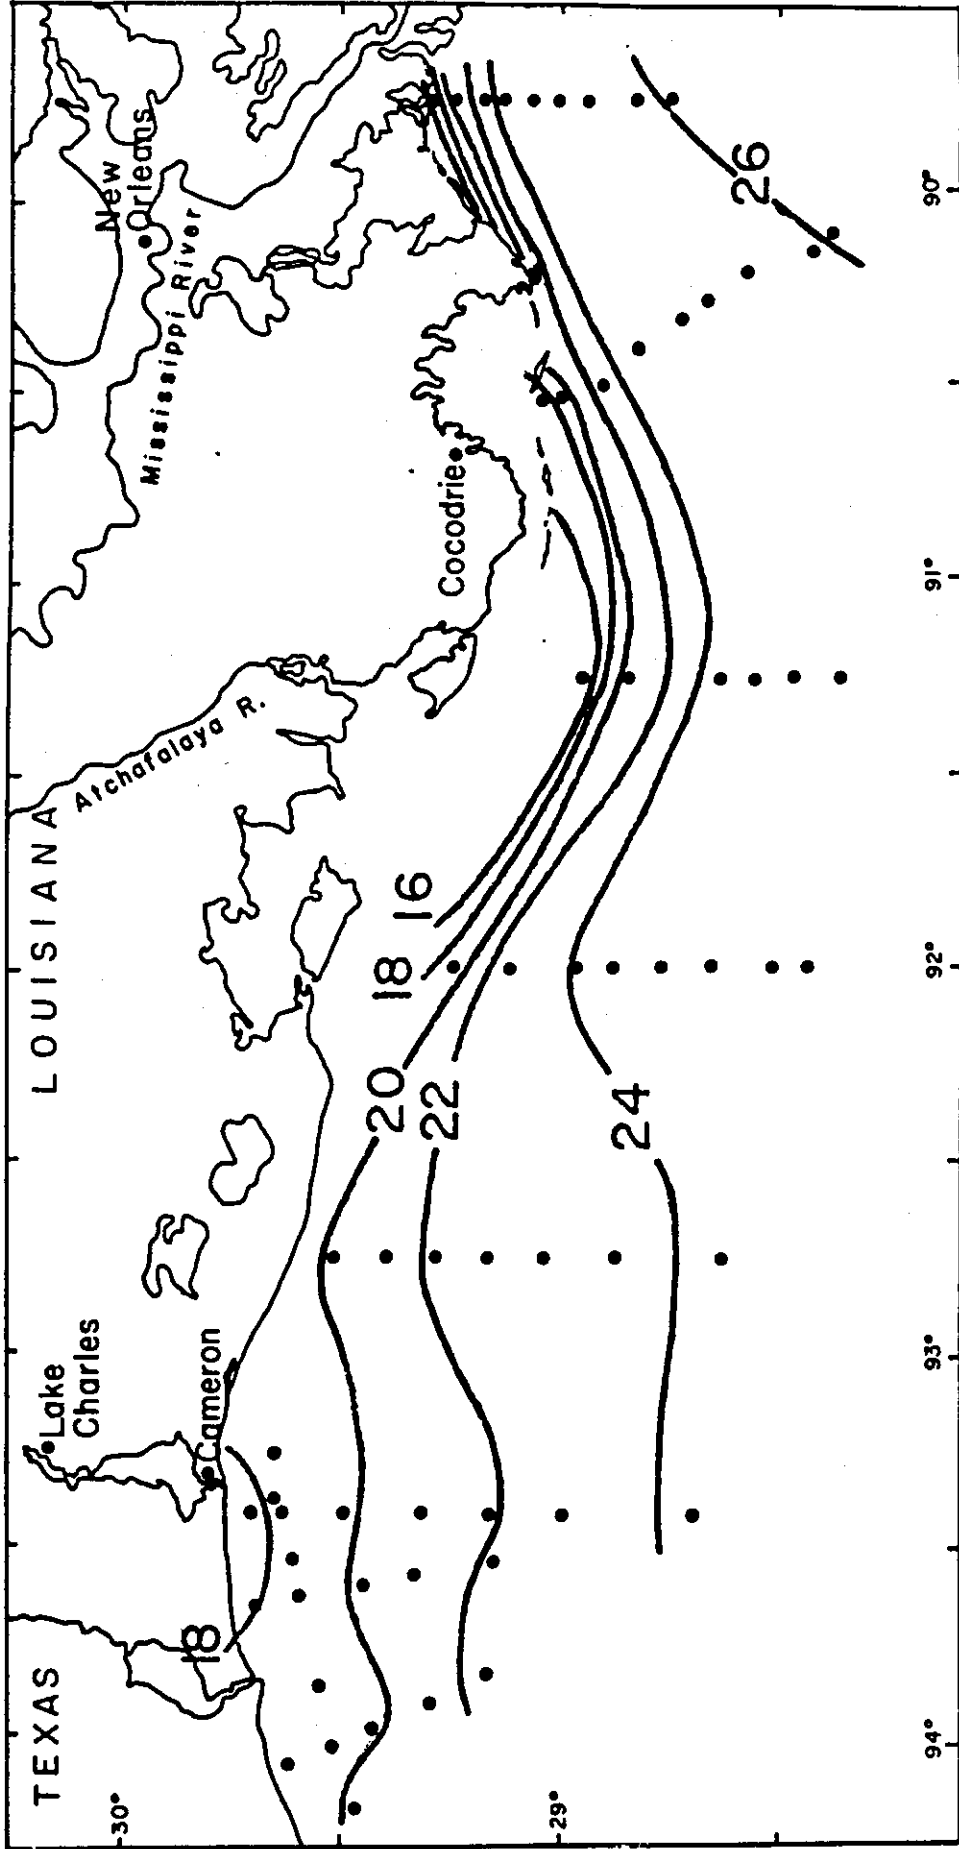 TEXAS
LOUISIANA
Lake
Charles
Cameron
Atchafalaya R.
Mississippi River
New
Orleans
Cocodrie
30°
29°
94°
93°
92°
91°
90°
18
20
22
24
18
16
26